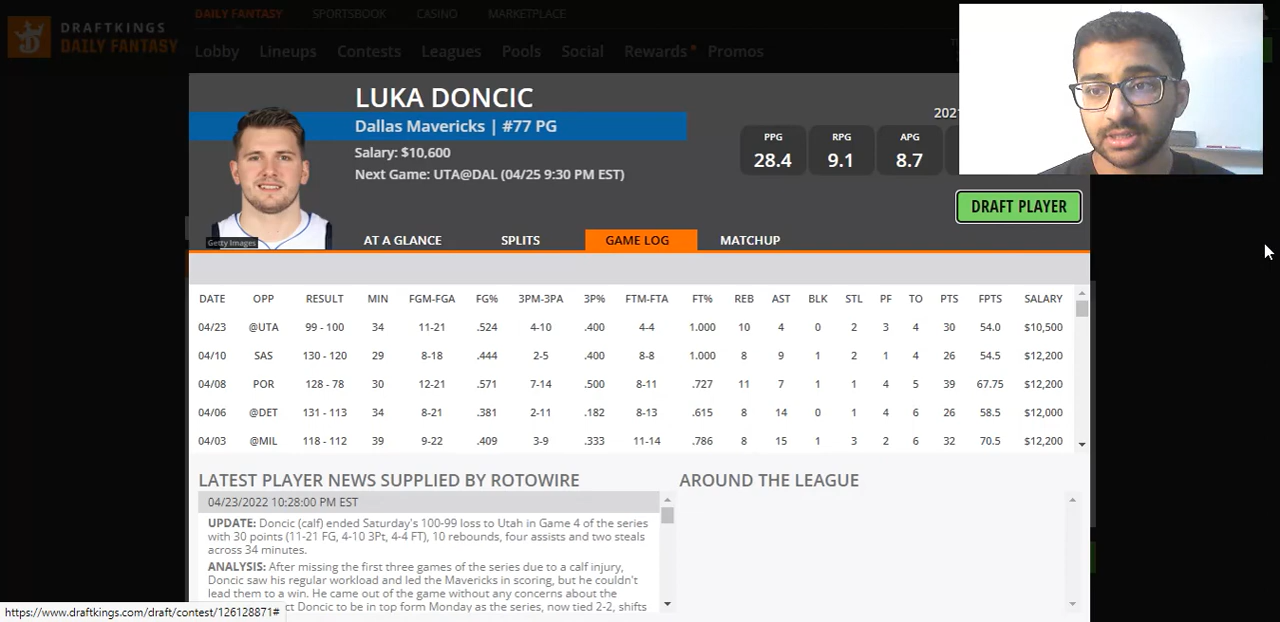 DRAFTKINGS
DAILY FANTASY
DAILY FANTASY SPORTSBOOK CASINO MARKETPLACE
Lobby Lineups Contests Leagues Pools Social Rewards Promos
LUKA DONCIC
Dallas Mavericks | #77 PG
Salary: $10,600
Next Game: UTA@DAL (04/25 9:30 PM EST)
PPG RPG APG
28.4 9.1 8.7
DRAFT PLAYER
Getty Images
AT A GLANCE SPLITS GAME LOG MATCHUP
DATE OPP RESULT MIN FGM-FGA FG% 3PM-3PA 3P% FTM-FTA FT% REB AST BLK STL PF TO PTS FPTS SALARY
04/23 @UTA 99 - 100 34 11-21 .524 4-10 .400 4-4 1.000 10 4 0 2 3 4 30 54.0 $10,500
04/10 SAS 130 - 120 29 8-18 .444 2-5 .400 8-8 1.000 8 9 1 2 1 4 26 54.5 $12,200
04/08 POR 128 - 78 30 12-21 .571 7-14 .500 8-11 .727 11 7 1 1 4 5 39 67.75 $12,200
04/06 @DET 131 - 113 34 8-21 .381 2-11 .182 8-13 .615 8 14 0 1 4 6 26 58.5 $12,000
04/03 @MIL 118 - 112 39 9-22 .409 3-9 .333 11-14 .786 8 15 1 3 2 6 32 70.5 $12,200
LATEST PLAYER NEWS SUPPLIED BY ROTOWIRE
04/23/2022 10:28:00 PM EST
UPDATE: Doncic (calf) ended Saturday's 100-99 loss to Utah in Game 4 of the series
with 30 points (11-21 FG, 4-10 3Pt, 4-4 FT), 10 rebounds, four assists and two steals
across 34 minutes.
ANALYSIS: After missing the first three games of the series due to a calf injury,
Doncic saw his regular workload and led the Mavericks in scoring, but he couldn't
lead them to a win. He came out of the game without any concerns about the
Doncic to be in top form Monday as the series, now tied 2-2, shifts
AROUND THE LEAGUE
https://www.draftkings.com/draft/contest/126128871#